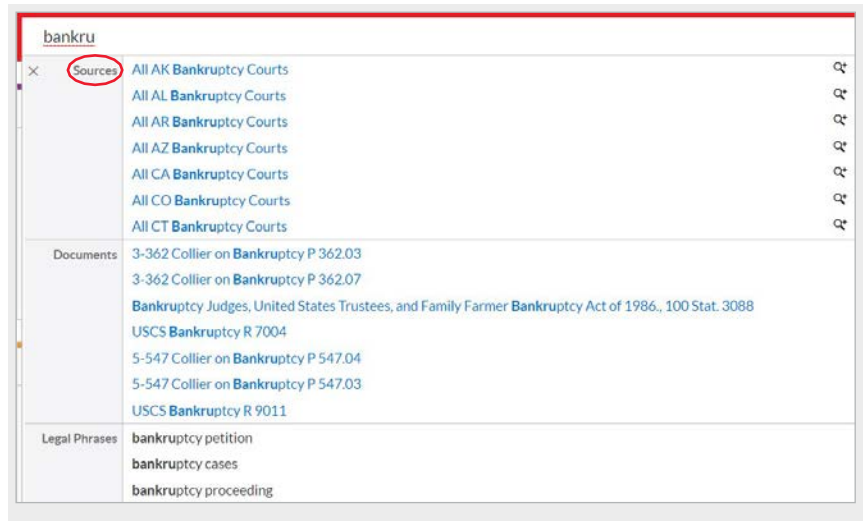 bankru
Sources All AK Bankruptcy Courts
All AL Bankruptcy Courts
All AR Bankruptcy Courts
All AZ Bankruptcy Courts
All CA Bankruptcy Courts
All CO Bankruptcy Courts
All CT Bankruptcy Courts
Documents 3-362 Collier on Bankruptcy P 362.03
3-362 Collier on Bankruptcy P 362.07
Bankruptcy Judges, United States Trustees, and Family Farmer Bankruptcy Act of 1986., 100 Stat. 3088
USCS Bankruptcy R 7004
5-547 Collier on Bankruptcy P 547.04
5-547 Collier on Bankruptcy P 547.03
USCS Bankruptcy R 9011
Legal Phrases bankruptcy petition
bankruptcy cases
bankruptcy proceeding